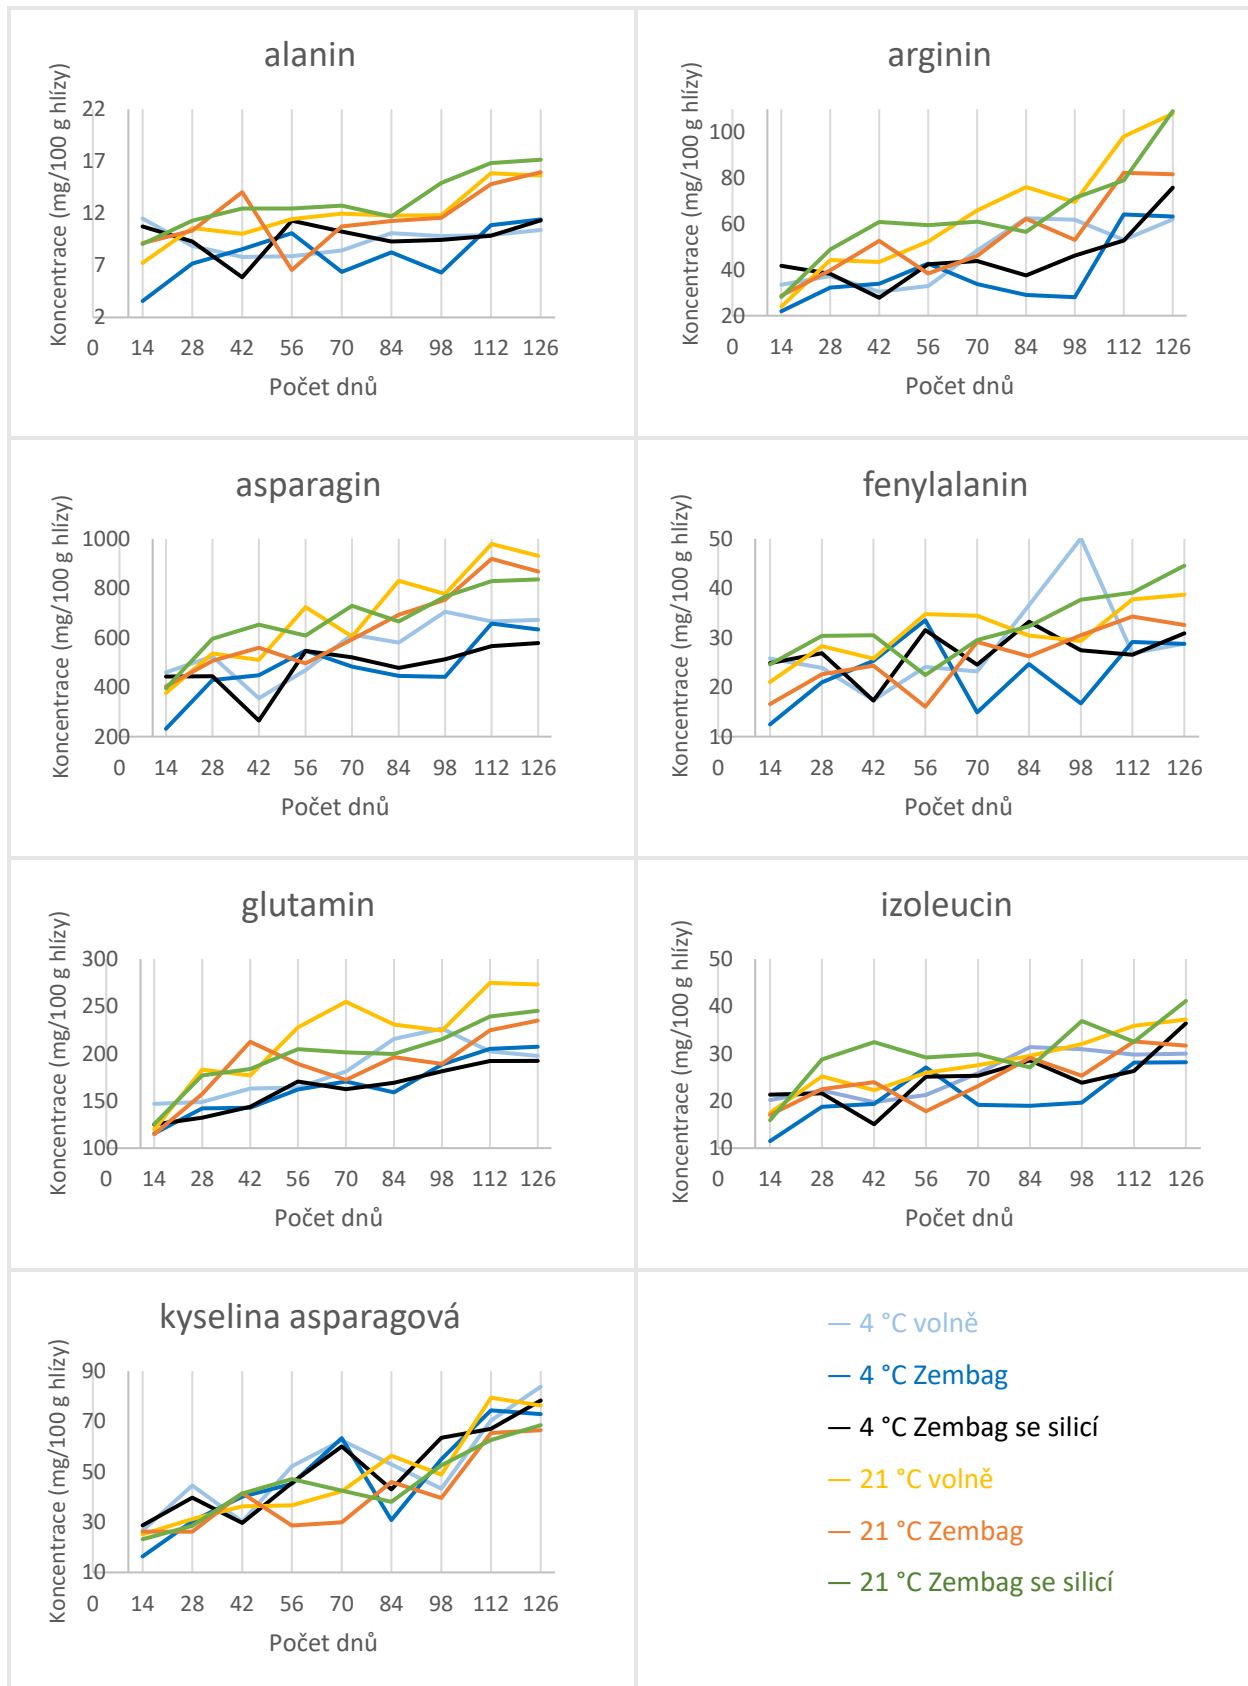 alanin
Koncentrace (mg/100 g hlízy)
22
17
12
7
2
0 14 28 42 56 70 84 98 112 126
Počet dnů
arginin
Koncentrace (mg/100 g hlízy)
100
80
60
40
20
0 14 28 42 56 70 84 98 112 126
Počet dnů
asparagin
Koncentrace (mg/100 g hlízy)
1000
800
600
400
200
0 14 28 42 56 70 84 98 112 126
Počet dnů
fenylalanin
Koncentrace (mg/100 g hlízy)
50
40
30
20
10
0 14 28 42 56 70 84 98 112 126
Počet dnů
glutamin
Koncentrace (mg/100 g hlízy)
300
250
200
150
100
0 14 28 42 56 70 84 98 112 126
Počet dnů
izoleucin
Koncentrace (mg/100 g hlízy)
50
40
30
20
10
0 14 28 42 56 70 84 98 112 126
Počet dnů
kyselina asparagová
Koncentrace (mg/100 g hlízy)
90
70
50
30
10
0 14 28 42 56 70 84 98 112 126
Počet dnů
— 4 °C volně
— 4 °C Zembag
— 4 °C Zembag se silicí
— 21 °C volně
— 21 °C Zembag
— 21 °C Zembag se silicí